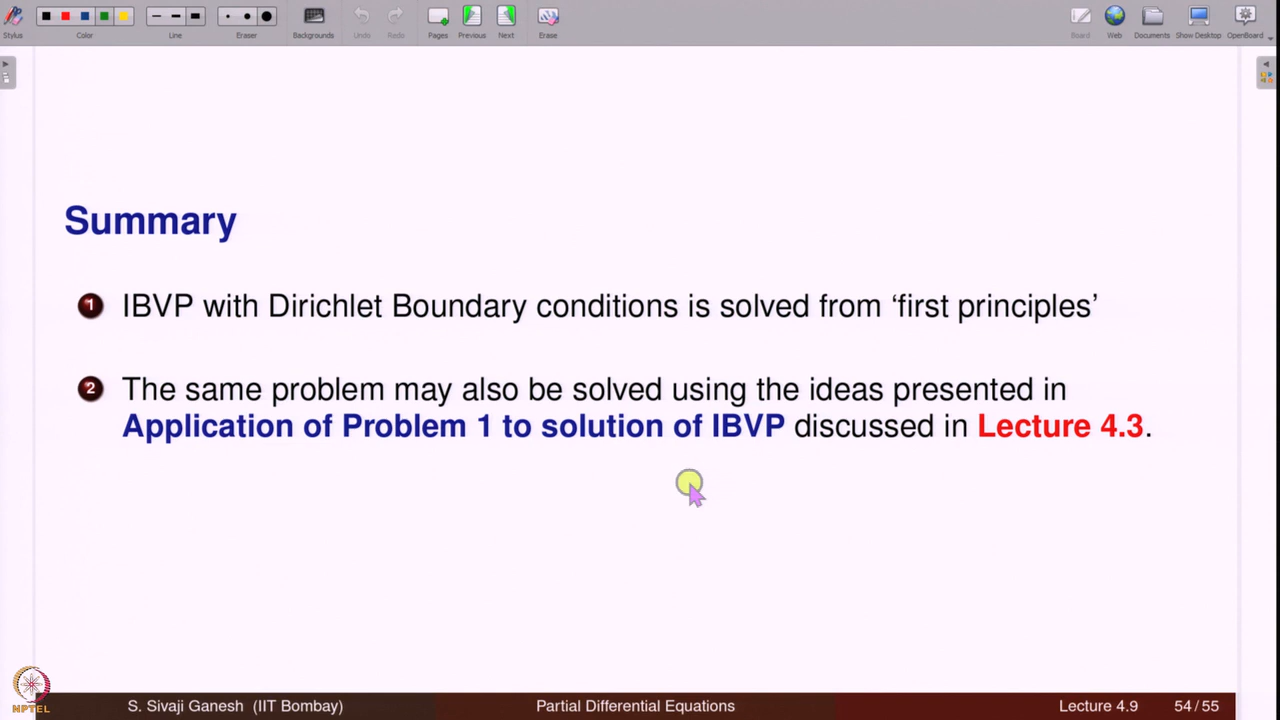 Stylus Color Line Eraser Backgrounds Undo Redo Pages Previous Next Erase Board Web Documents Show Desktop OpenBoard
Summary
1 IBVP with Dirichlet Boundary conditions is solved from ‘first principles’
2 The same problem may also be solved using the ideas presented in
Application of Problem 1 to solution of IBVP discussed in Lecture 4.3.
NPTEL
S. Sivaji Ganesh (IIT Bombay) Partial Differential Equations Lecture 4.9 54/55